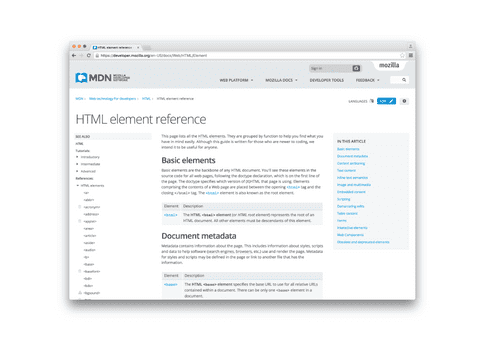 HTML element reference
https://developer.mozilla.org/en-US/docs/Web/HTML/Element
mozilla
Sign in
MDN
WEB PLATFORM
MOZILLA DOCS
DEVELOPER TOOLS
FEEDBACK
MDN
Web technology For developers
HTML
HTML element reference
LANGUAGES
EDIT
HTML element reference
SEE ALSO
HTML
Tutorials:
Introductory
Intermediate
Advanced
References:
HTML elements
This page lists all the HTML elements. They are grouped by function to help you find what you
have in mind easily. Although this guide is written for those who are newer to coding, we
intend it to be useful for anyone.
Basic elements
Basic elements are the backbone of any HTML document. You'll see these elements in the
source code for all web pages, following the doctype declaration, which is on the first line of
the page. The doctype specifies which version of (X)HTML that page is using. Elements
comprising the contents of a Web page are placed between the opening <html> tag and the
closing </html> tag. The <html> element is also known as the root element.
Element
Description
<html>
The HTML <html> element (or HTML root element) represents the root of an
HTML document. All other elements must be descendants of this element.
Document metadata
Metadata contains information about the page. This includes information about styles, scripts
and data to help software (search engines, browsers, etc.) use and render the page. Metadata
for styles and scripts may be defined in the page or link to another file that has the
information.
Element
Description
<base>
The HTML <base> element specifies the base URL to use for all relative URLs
contained within a document. There can be only one <base> element in a
document.
IN THIS ARTICLE
Basic elements
Document metadata
Content sectioning
Text content
Inline text semantics
Image and multimedia
Embedded content
Scripting
Demarcating edits
Table content
Forms
Interactive elements
Web Components
Obsolete and deprecated elements